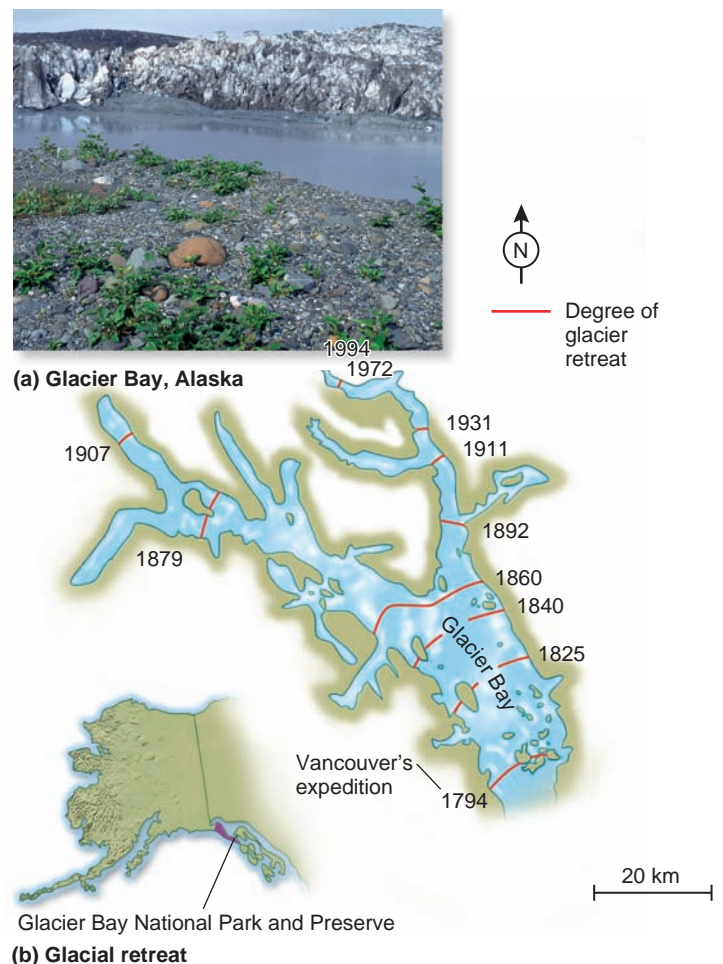 N
Degree of
glacier
retreat
1994
1972
(a) Glacier Bay, Alaska
1931
1907
1911
1892
1879
1860
1840
Glacier Bay
1825
Vancouver's
expedition
1794
20 km
Glacier Bay National Park and Preserve
(b) Glacial retreat